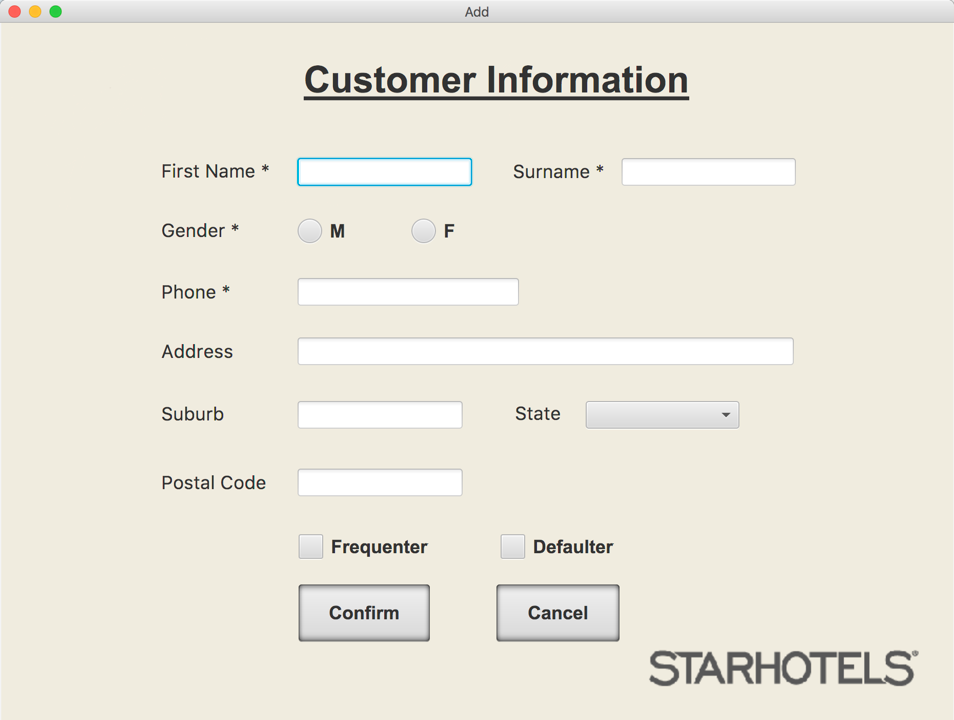 Add
Customer Information
First Name * Surname *
Gender * M F
Phone *
Address
Suburb State
Postal Code
Frequenter Defaulter
Confirm Cancel
STARHOTELS®